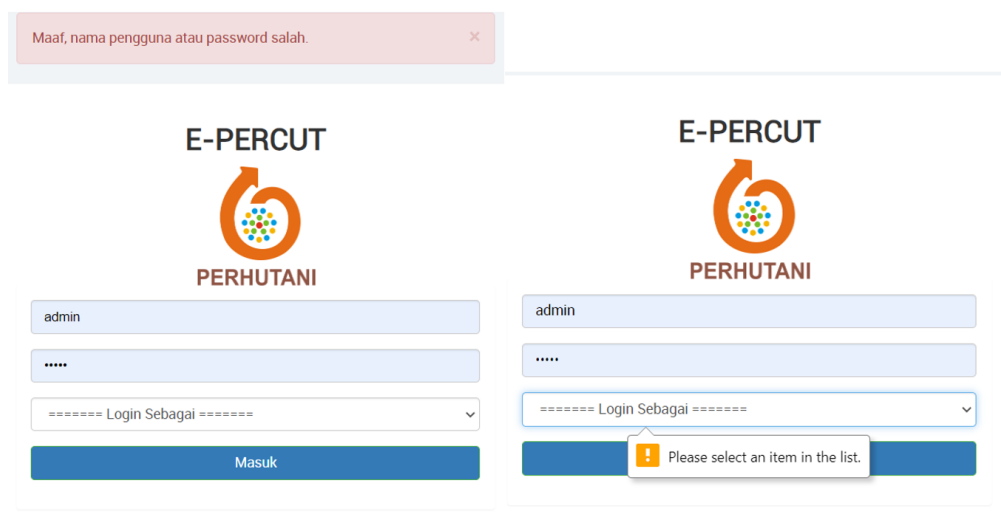 Maaf, nama pengguna atau password salah. ×
E-PERCUT
PERHUTANI
admin
•••••
======= Login Sebagai =======
Masuk
E-PERCUT
PERHUTANI
admin
•••••
======= Login Sebagai =======
! Please select an item in the list.